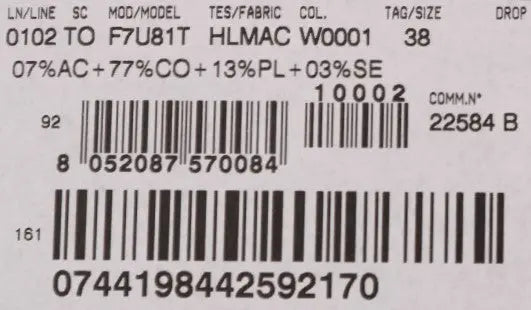 LN/LINE SC MOD/MODEL TES/FABRIC COL. TAG/SIZE DROP
0102 TO F7U81T HLMAC W0001 38
07%AC+77%CO+13%PL+03%SE
10002
COMM.N°
92
22584 B
8 052087 570084
161
0744198442592170